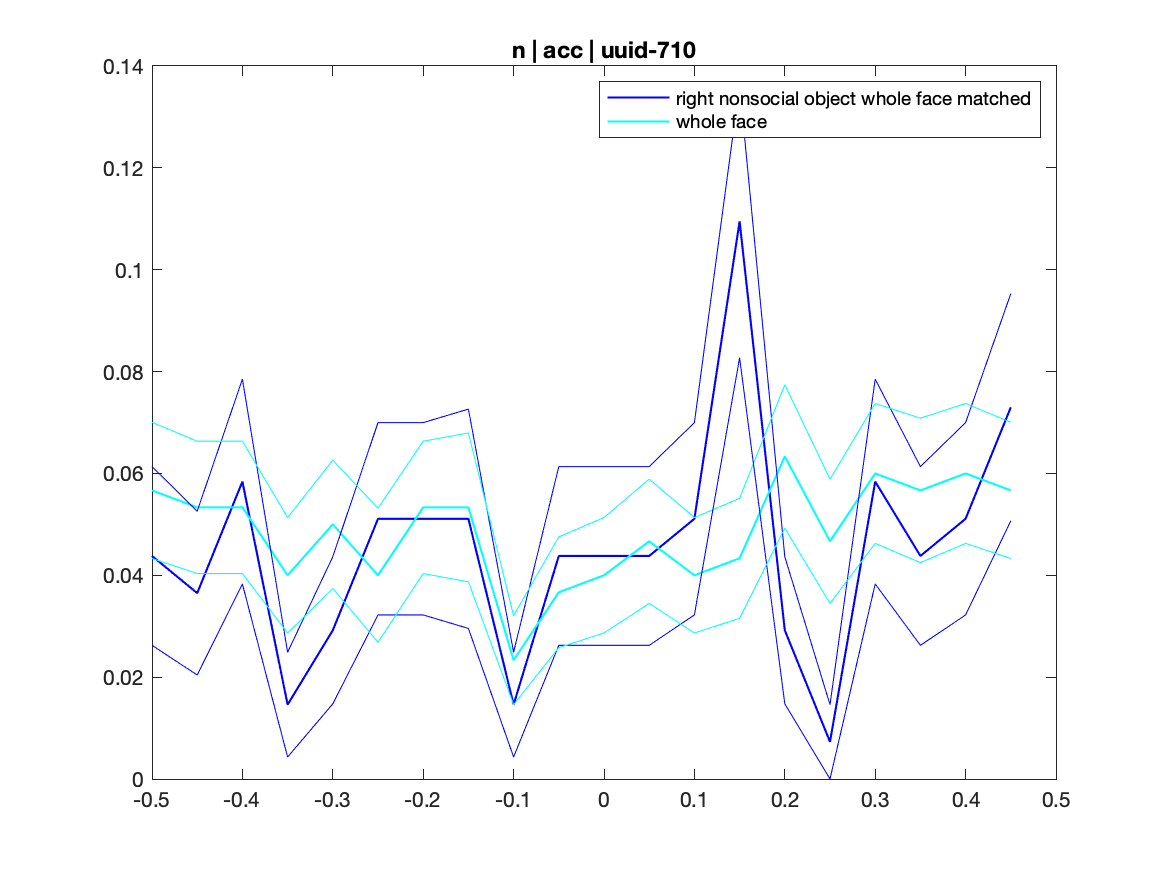 n | acc | uuid-710
right nonsocial object whole face matched
whole face
0.14
0.12
0.1
0.08
0.06
0.04
0.02
0
-0.5 -0.4 -0.3 -0.2 -0.1 0 0.1 0.2 0.3 0.4 0.5